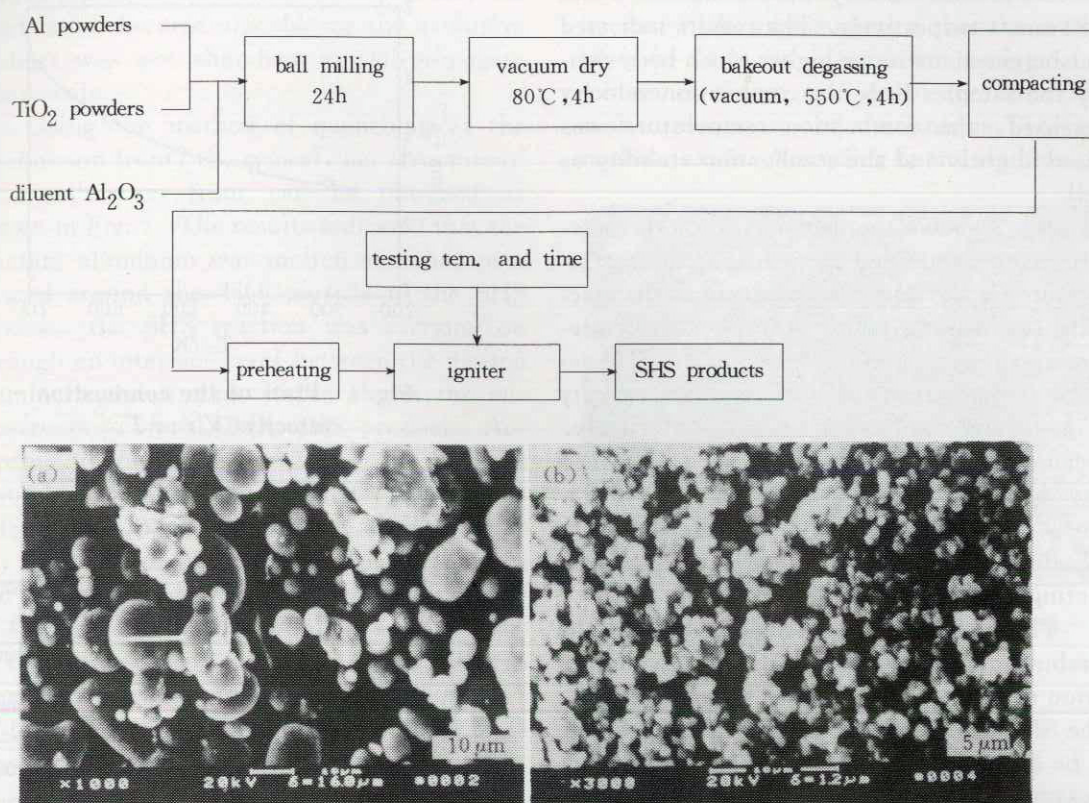 Al powders
TiO₂ powders
diluent Al₂O₃
ball milling
24h
vacuum dry
80℃,4h
bakeout degassing
(vacuum, 550℃,4h)
compacting
testing tem. and time
preheating
igniter
SHS products
(a)
10 μm
×1000 20kV
(b)
5 μm
×3000 20kV